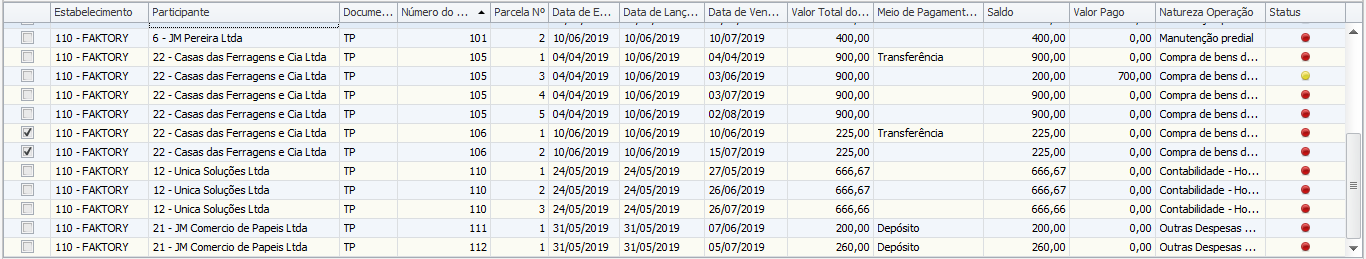 Estabelecimento Participante Docume... Número do ... Parcela Nº Data de E... Data de Lanç... Data de Ven... Valor Total do... Meio de Pagament... Saldo Valor Pago Natureza Operação Status
110 - FAKTORY 6 - JM Pereira Ltda TP 101 2 10/06/2019 10/06/2019 10/07/2019 400,00 400,00 0,00 Manutenção predial
110 - FAKTORY 22 - Casas das Ferragens e Cia Ltda TP 105 1 04/04/2019 10/06/2019 04/04/2019 900,00 Transferência 900,00 0,00 Compra de bens d...
110 - FAKTORY 22 - Casas das Ferragens e Cia Ltda TP 105 3 04/04/2019 10/06/2019 03/06/2019 900,00 200,00 700,00 Compra de bens d...
110 - FAKTORY 22 - Casas das Ferragens e Cia Ltda TP 105 4 04/04/2019 10/06/2019 03/07/2019 900,00 900,00 0,00 Compra de bens d...
110 - FAKTORY 22 - Casas das Ferragens e Cia Ltda TP 105 5 04/04/2019 10/06/2019 02/08/2019 900,00 900,00 0,00 Compra de bens d...
110 - FAKTORY 22 - Casas das Ferragens e Cia Ltda TP 106 1 10/06/2019 10/06/2019 10/06/2019 225,00 Transferência 225,00 0,00 Compra de bens d...
110 - FAKTORY 22 - Casas das Ferragens e Cia Ltda TP 106 2 10/06/2019 10/06/2019 15/07/2019 225,00 225,00 0,00 Compra de bens d...
110 - FAKTORY 12 - Unica Soluções Ltda TP 110 1 24/05/2019 24/05/2019 27/05/2019 666,67 666,67 0,00 Contabilidade - Ho...
110 - FAKTORY 12 - Unica Soluções Ltda TP 110 2 24/05/2019 24/05/2019 26/06/2019 666,67 666,67 0,00 Contabilidade - Ho...
110 - FAKTORY 12 - Unica Soluções Ltda TP 110 3 24/05/2019 24/05/2019 26/07/2019 666,66 666,66 0,00 Contabilidade - Ho...
110 - FAKTORY 21 - JM Comercio de Papeis Ltda TP 111 1 31/05/2019 31/05/2019 07/06/2019 200,00 Depósito 200,00 0,00 Outras Despesas ...
110 - FAKTORY 21 - JM Comercio de Papeis Ltda TP 112 1 31/05/2019 31/05/2019 05/07/2019 260,00 Depósito 260,00 0,00 Outras Despesas ...